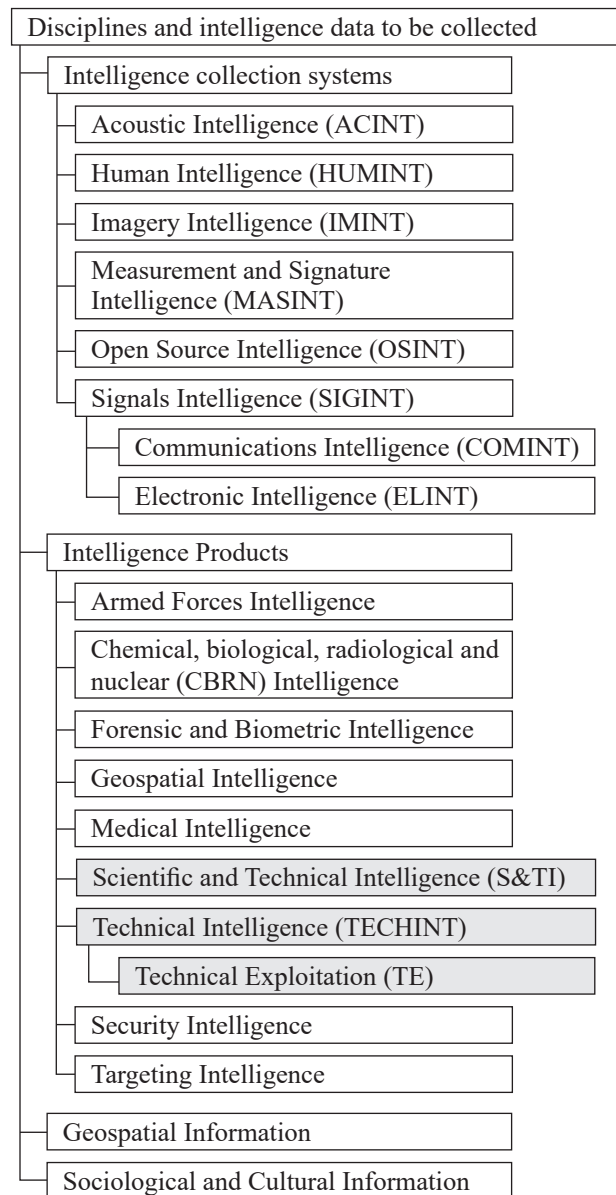 Disciplines and intelligence data to be collected
Intelligence collection systems
Acoustic Intelligence (ACINT)
Human Intelligence (HUMINT)
Imagery Intelligence (IMINT)
Measurement and Signature
Intelligence (MASINT)
Open Source Intelligence (OSINT)
Signals Intelligence (SIGINT)
Communications Intelligence (COMINT)
Electronic Intelligence (ELINT)
Intelligence Products
Armed Forces Intelligence
Chemical, biological, radiological and
nuclear (CBRN) Intelligence
Forensic and Biometric Intelligence
Geospatial Intelligence
Medical Intelligence
Scientific and Technical Intelligence (S&TI)
Technical Intelligence (TECHINT)
Technical Exploitation (TE)
Security Intelligence
Targeting Intelligence
Geospatial Information
Sociological and Cultural Information